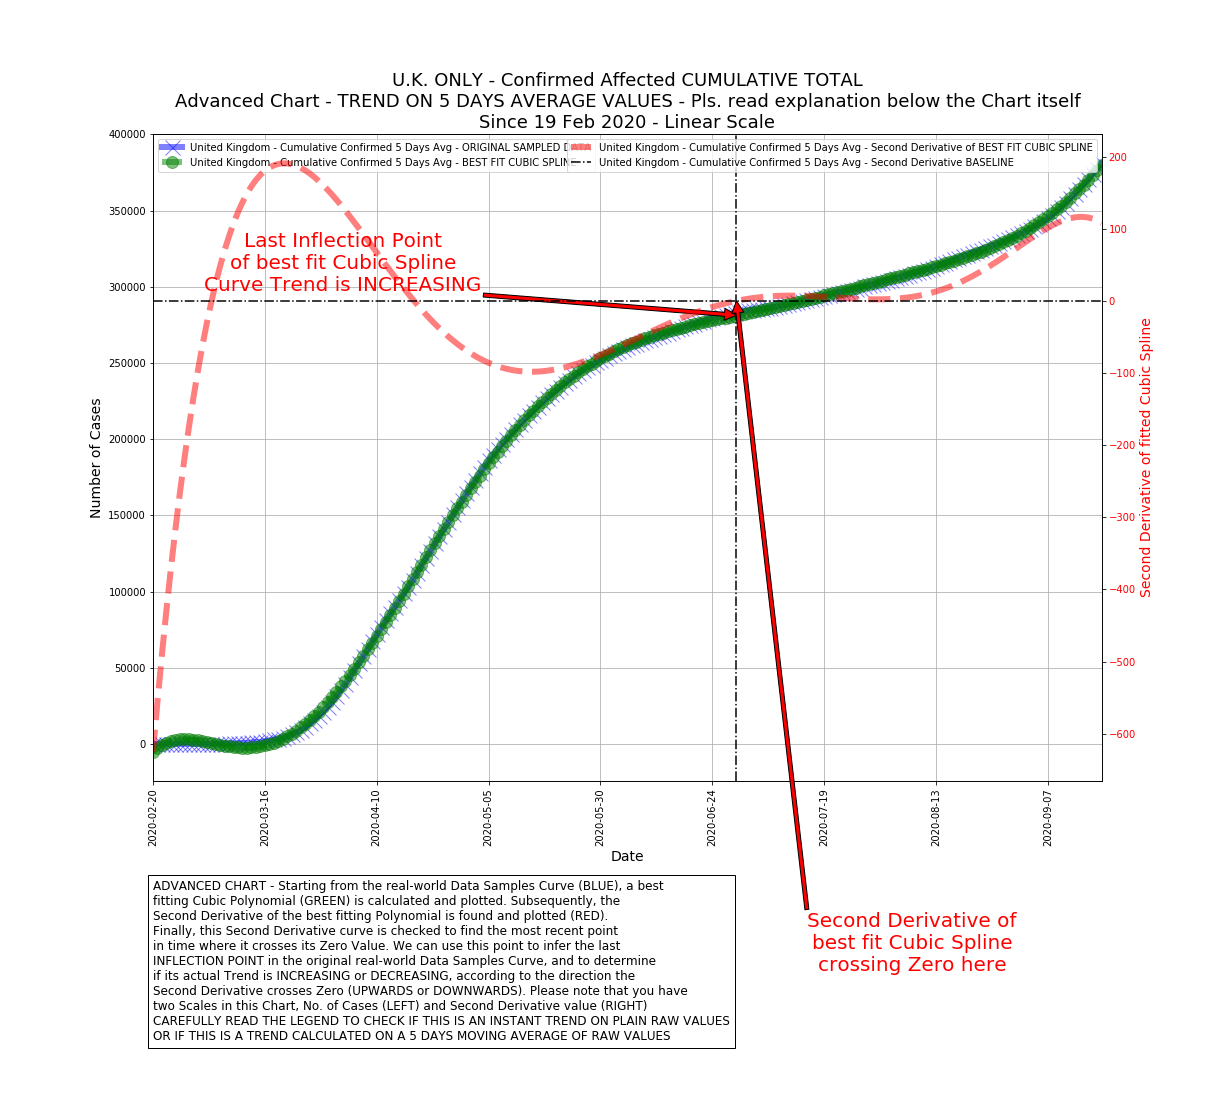 U.K. ONLY - Confirmed Affected CUMULATIVE TOTAL
Advanced Chart - TREND ON 5 DAYS AVERAGE VALUES - Pls. read explanation below the Chart itself
Since 19 Feb 2020 - Linear Scale
United Kingdom - Cumulative Confirmed 5 Days Avg - ORIGINAL SAMPLED DATA
United Kingdom - Cumulative Confirmed 5 Days Avg - BEST FIT CUBIC SPLINE
United Kingdom - Cumulative Confirmed 5 Days Avg - Second Derivative of BEST FIT CUBIC SPLINE
United Kingdom - Cumulative Confirmed 5 Days Avg - Second Derivative BASELINE
400000
350000
300000
250000
200000
150000
100000
50000
0
Number of Cases
Last Inflection Point
of best fit Cubic Spline
Curve Trend is INCREASING
200
100
0
−100
−200
−300
−400
−500
−600
Second Derivative of fitted Cubic Spline
2020-02-20
2020-03-16
2020-04-10
2020-05-05
2020-05-30
2020-06-24
2020-07-19
2020-08-13
2020-09-07
Date
Second Derivative of
best fit Cubic Spline
crossing Zero here
ADVANCED CHART - Starting from the real-world Data Samples Curve (BLUE), a best
fitting Cubic Polynomial (GREEN) is calculated and plotted. Subsequently, the
Second Derivative of the best fitting Polynomial is found and plotted (RED).
Finally, this Second Derivative curve is checked to find the most recent point
in time where it crosses its Zero Value. We can use this point to infer the last
INFLECTION POINT in the original real-world Data Samples Curve, and to determine
if its actual Trend is INCREASING or DECREASING, according to the direction the
Second Derivative crosses Zero (UPWARDS or DOWNWARDS). Please note that you have
two Scales in this Chart, No. of Cases (LEFT) and Second Derivative value (RIGHT)
CAREFULLY READ THE LEGEND TO CHECK IF THIS IS AN INSTANT TREND ON PLAIN RAW VALUES
OR IF THIS IS A TREND CALCULATED ON A 5 DAYS MOVING AVERAGE OF RAW VALUES